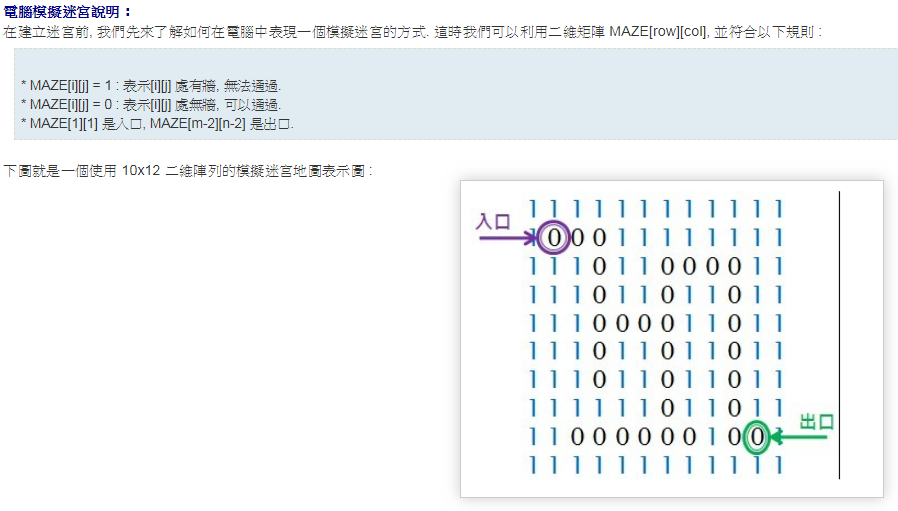 電腦模擬迷宮說明：
在建立迷宮前, 我們先來了解如何在電腦中表現一個模擬迷宮的方式. 這時我們可以利用二維矩陣 MAZE[row][col], 並符合以下規則 :
* MAZE[i][j] = 1 : 表示[i][j] 處有牆, 無法通過.
* MAZE[i][j] = 0 : 表示[i][j] 處無牆, 可以通過.
* MAZE[1][1] 是入口, MAZE[m-2][n-2] 是出口.
下圖就是一個使用 10x12 二維陣列的模擬迷宮地圖表示圖 :
1 1 1 1 1 1 1 1 1 1 1 1
入口 1 0 0 0 1 1 1 1 1 1 1 1
1 1 1 0 1 1 0 0 0 0 1 1
1 1 1 0 1 1 0 1 1 0 1 1
1 1 1 0 0 0 0 1 1 0 1 1
1 1 1 0 1 1 0 1 1 0 1 1
1 1 1 0 1 1 0 1 1 0 1 1
1 1 1 1 1 1 0 1 1 0 1 1
1 1 0 0 0 0 0 0 1 0 0 1 出口
1 1 1 1 1 1 1 1 1 1 1 1